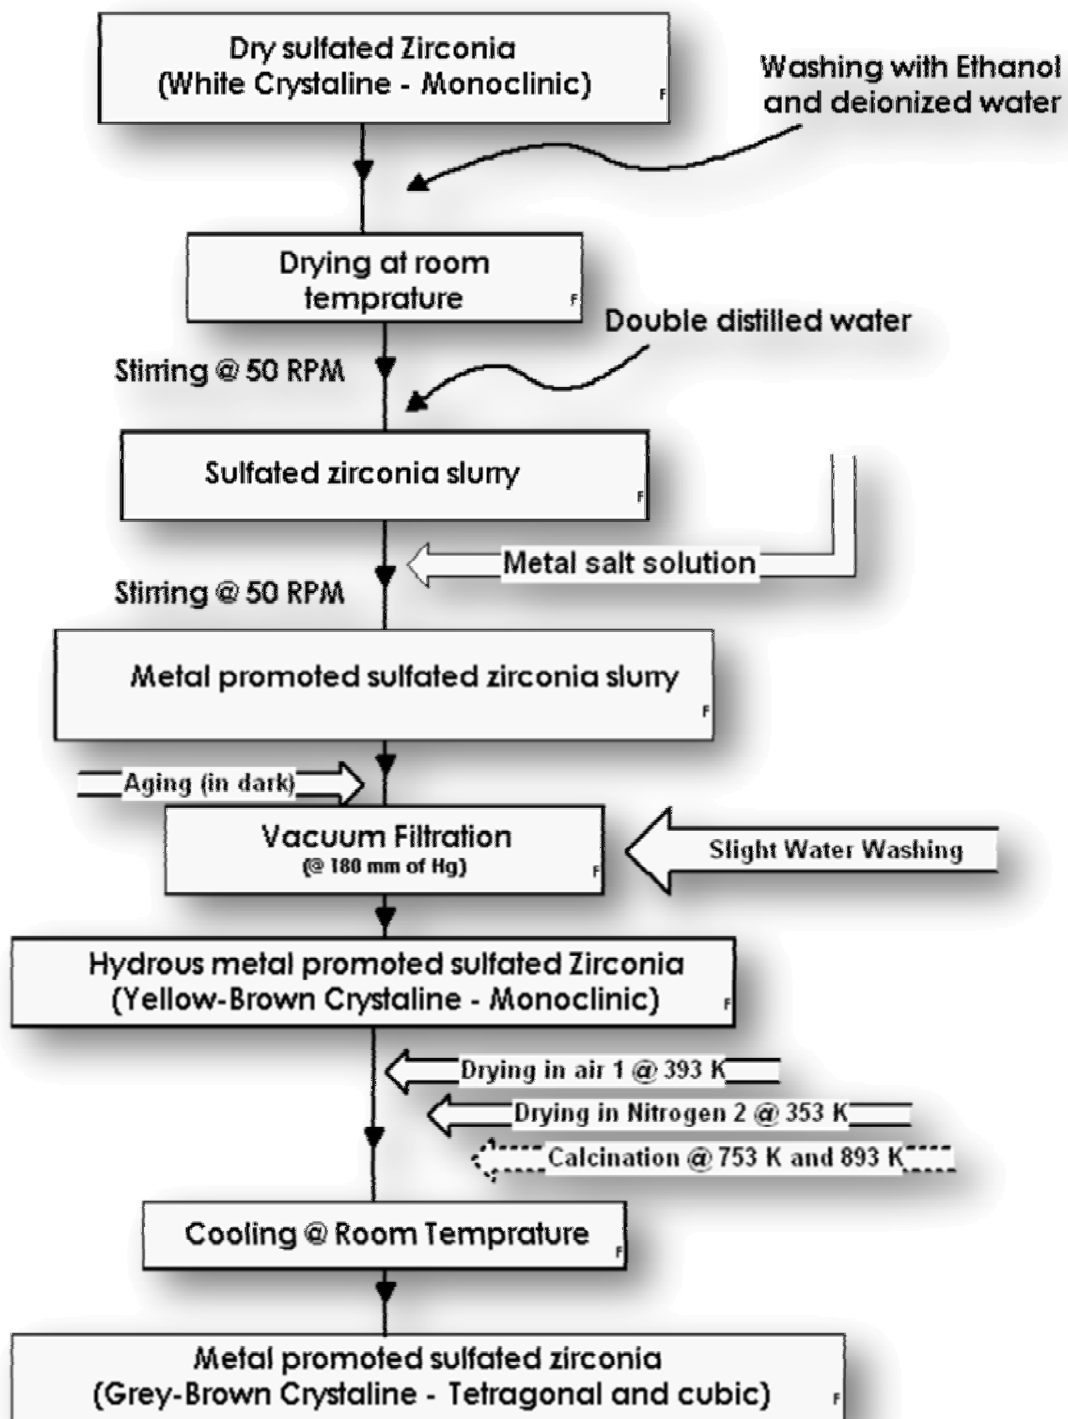 Dry sulfated Zirconia
(White Crystaline - Monoclinic)
F
Washing with Ethanol
and deionized water
Drying at room
temprature
F
Double distilled water
Stirring @ 50 RPM
Sulfated zirconia slurry
F
Metal salt solution
Stirring @ 50 RPM
Metal promoted sulfated zirconia slurry
F
Aging (in dark)
Vacuum Filtration
(@ 180 mm of Hg)
F
Slight Water Washing
Hydrous metal promoted sulfated Zirconia
(Yellow-Brown Crystaline - Monoclinic)
F
Drying in air 1 @ 393 K
Drying in Nitrogen 2 @ 353 K
Calcination @ 753 K and 893 K
Cooling @ Room Temprature
F
Metal promoted sulfated zirconia
(Grey-Brown Crystaline - Tetragonal and cubic)
F